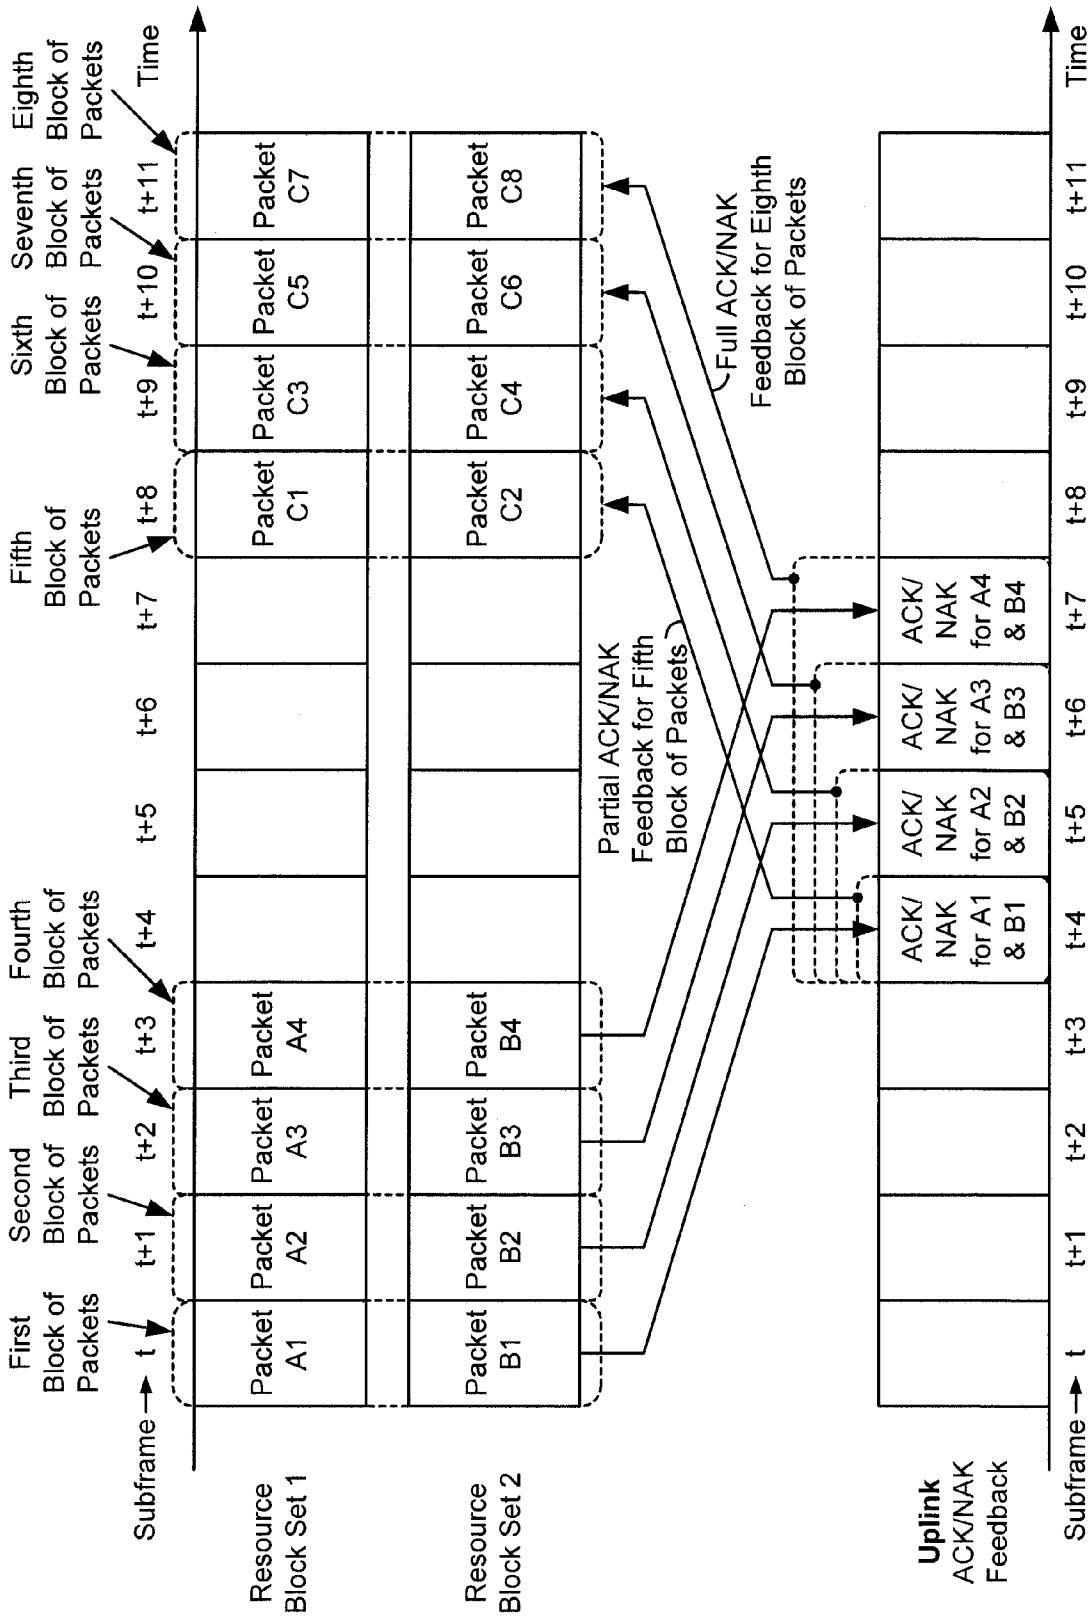 First
Block of
Packets
Second
Block of
Packets
Third
Block of
Packets
Fourth
Block of
Packets
Fifth
Block of
Packets
Sixth
Block of
Packets
Seventh
Block of
Packets
Eighth
Block of
Packets
Subframe
t
t+1
t+2
t+3
t+4
t+5
t+6
t+7
t+8
t+9
t+10
t+11
Time
Resource
Block Set 1
Packet
A1
Packet
A2
Packet
A3
Packet
A4
Packet
C1
Packet
C3
Packet
C5
Packet
C7
Resource
Block Set 2
Packet
B1
Packet
B2
Packet
B3
Packet
B4
Packet
C2
Packet
C4
Packet
C6
Packet
C8
Partial ACK/NAK
Feedback for Fifth
Block of Packets
Full ACK/NAK
Feedback for Eighth
Block of Packets
Uplink
ACK/NAK
Feedback
ACK/
NAK
for A1
& B1
ACK/
NAK
for A2
& B2
ACK/
NAK
for A3
& B3
ACK/
NAK
for A4
& B4
Subframe
t
t+1
t+2
t+3
t+4
t+5
t+6
t+7
t+8
t+9
t+10
t+11
Time